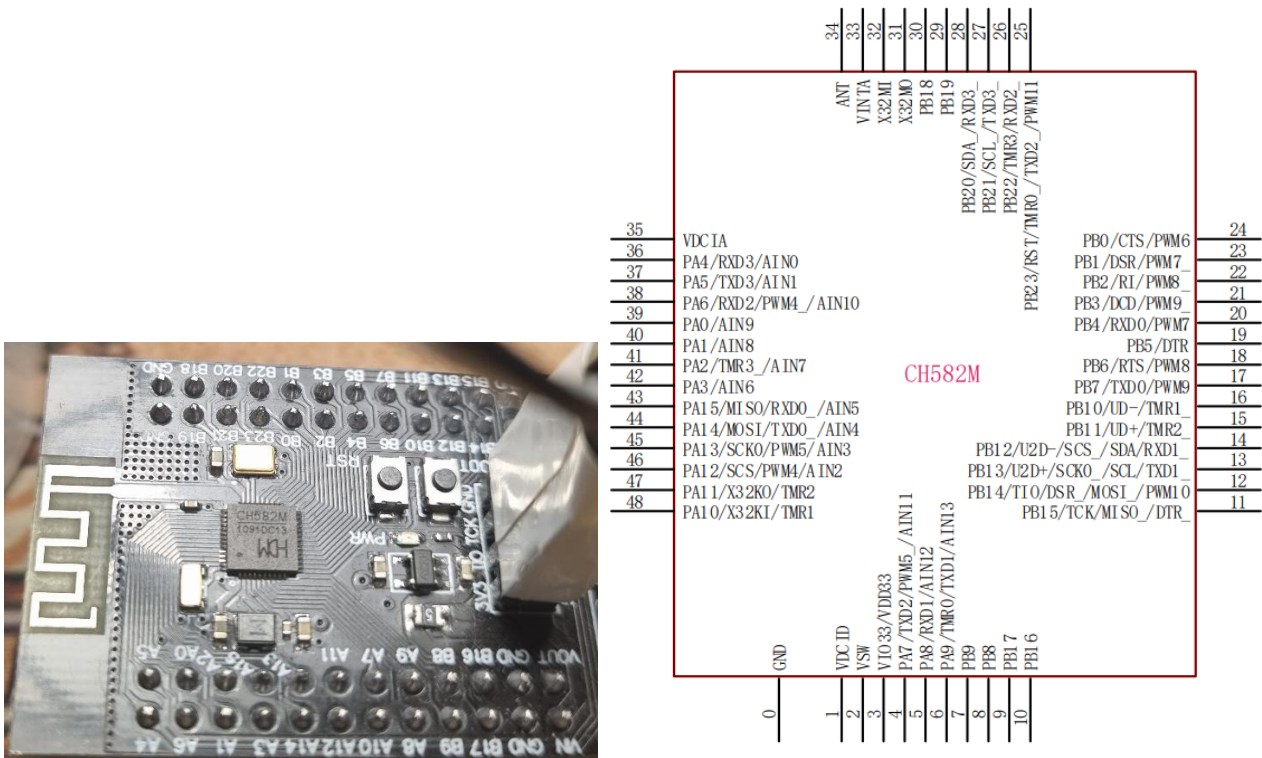 GND B18 B20 B22 B1 B3 B5 B7 B11 B13 B15
B19 B21 B23 B0 B2 B4 B6 B10 B12 B14
RST
CH582M
PWR
3V3 TIO TCK GND
A5 A2 A0 A15 A13 A11 A7 A9 B8 B16 GND VOUT
A4 A6 A1 A3 A14 A12 A10 A8 B9 B17 GND VIN
34 33 32 31 30 29 28 27 26 25
ANT
VINTA
X32MI
X32MO
PB18
PB19
PB20/SDA_/RXD3_
PB21/SCL_/TXD3_
PB22/TMR3/RXD2_
PB23/RST/TMR0_/TXD2_/PWM11
35 VDCIA
36 PA4/RXD3/AIN0
37 PA5/TXD3/AIN1
38 PA6/RXD2/PWM4_/AIN10
39 PA0/AIN9
40 PA1/AIN8
41 PA2/TMR3_/AIN7
42 PA3/AIN6
43 PA15/MISO/RXD0_/AIN5
44 PA14/MOSI/TXD0_/AIN4
45 PA13/SCK0/PWM5/AIN3
46 PA12/SCS/PWM4/AIN2
47 PA11/X32KO/TMR2
48 PA10/X32KI/TMR1
CH582M
PB0/CTS/PWM6 24
PB1/DSR/PWM7_ 23
PB2/RI/PWM8_ 22
PB3/DCD/PWM9_ 21
PB4/RXD0/PWM7 20
PB5/DTR 19
PB6/RTS/PWM8 18
PB7/TXD0/PWM9 17
PB10/UD-/TMR1_ 16
PB11/UD+/TMR2_ 15
PB12/U2D-/SCS_/SDA/RXD1_ 14
PB13/U2D+/SCK0_/SCL/TXD1_ 13
PB14/TIO/DSR_/MOSI_/PWM10 12
PB15/TCK/MISO_/DTR_ 11
GND
VDCID
VSW
VIO33/VDD33
PA7/TXD2/PWM5_/AIN11
PA8/RXD1/AIN12
PA9/TMR0/TXD1/AIN13
PB9
PB8
PB17
PB16
0 1 2 3 4 5 6 7 8 9 10